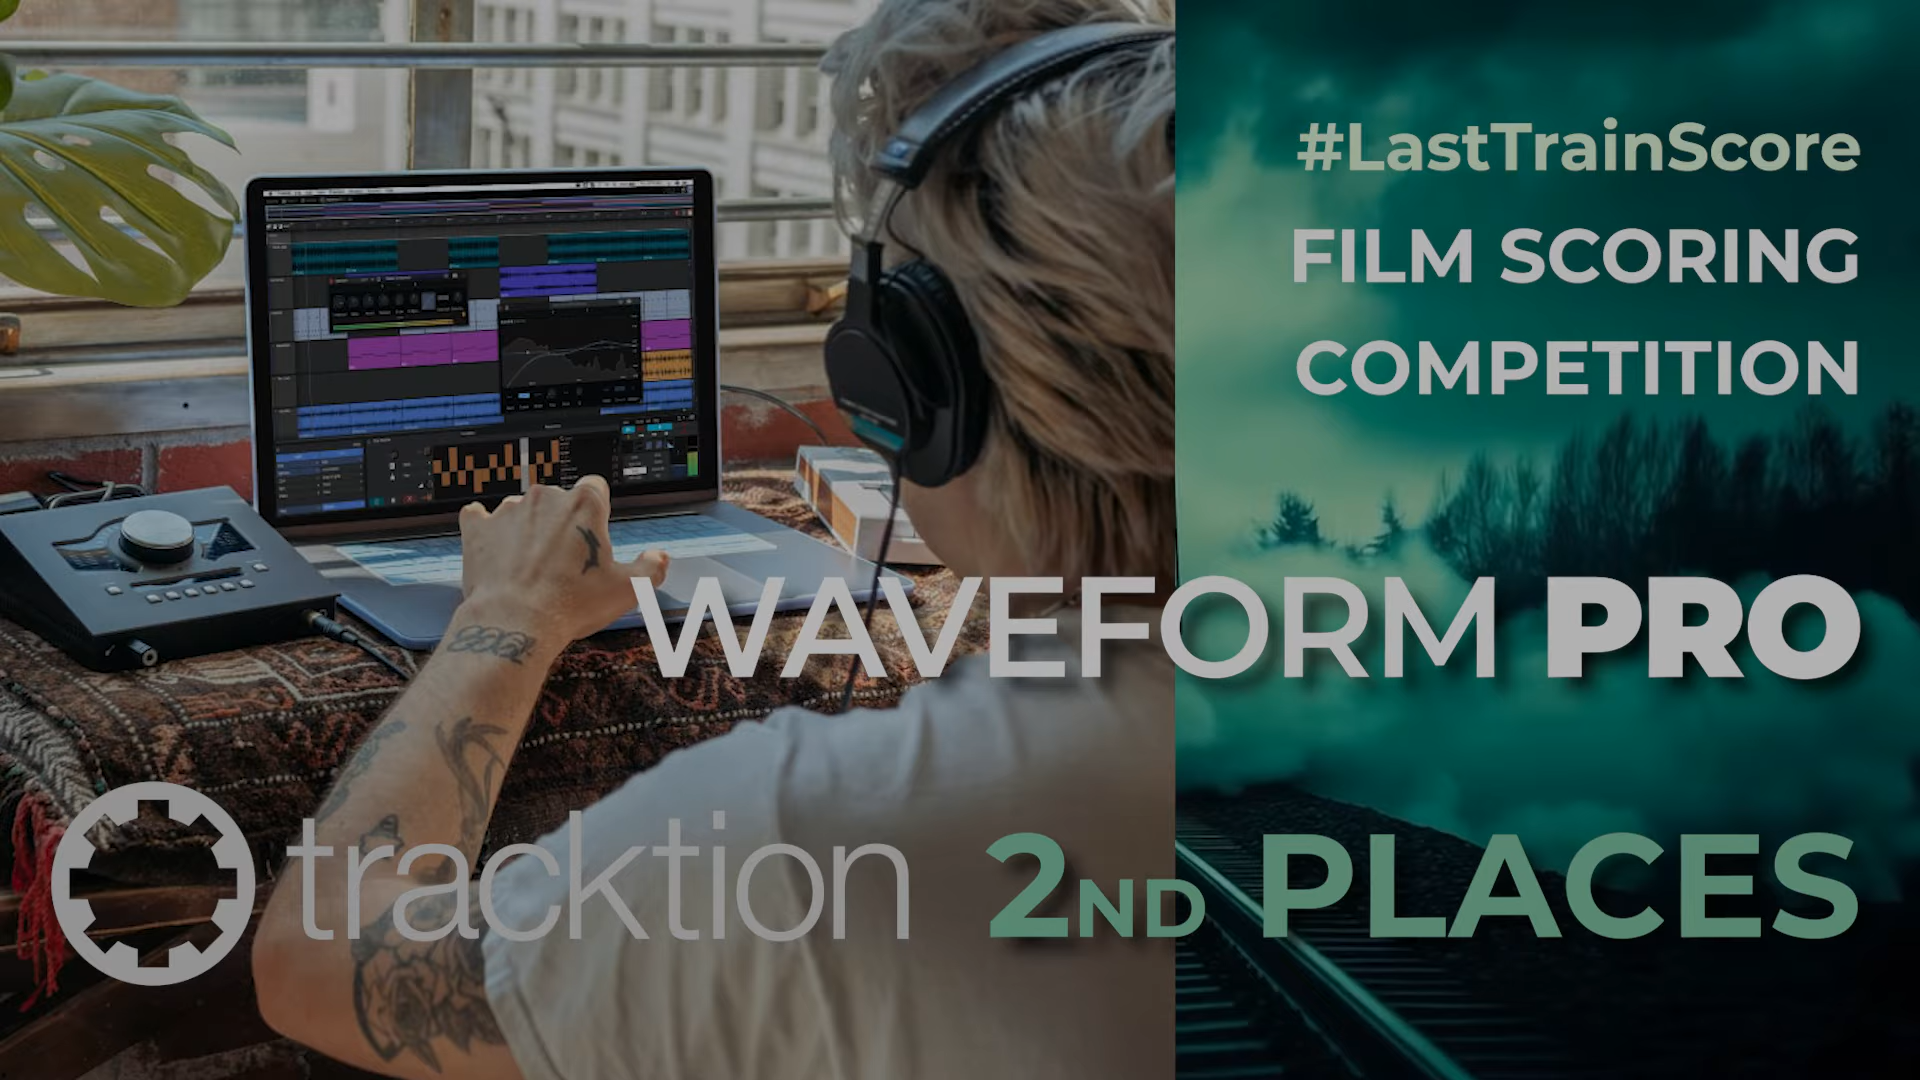 #LastTrainScore
FILM SCORING
COMPETITION
WAVEFORM PRO
tracktion
2ND PLACES